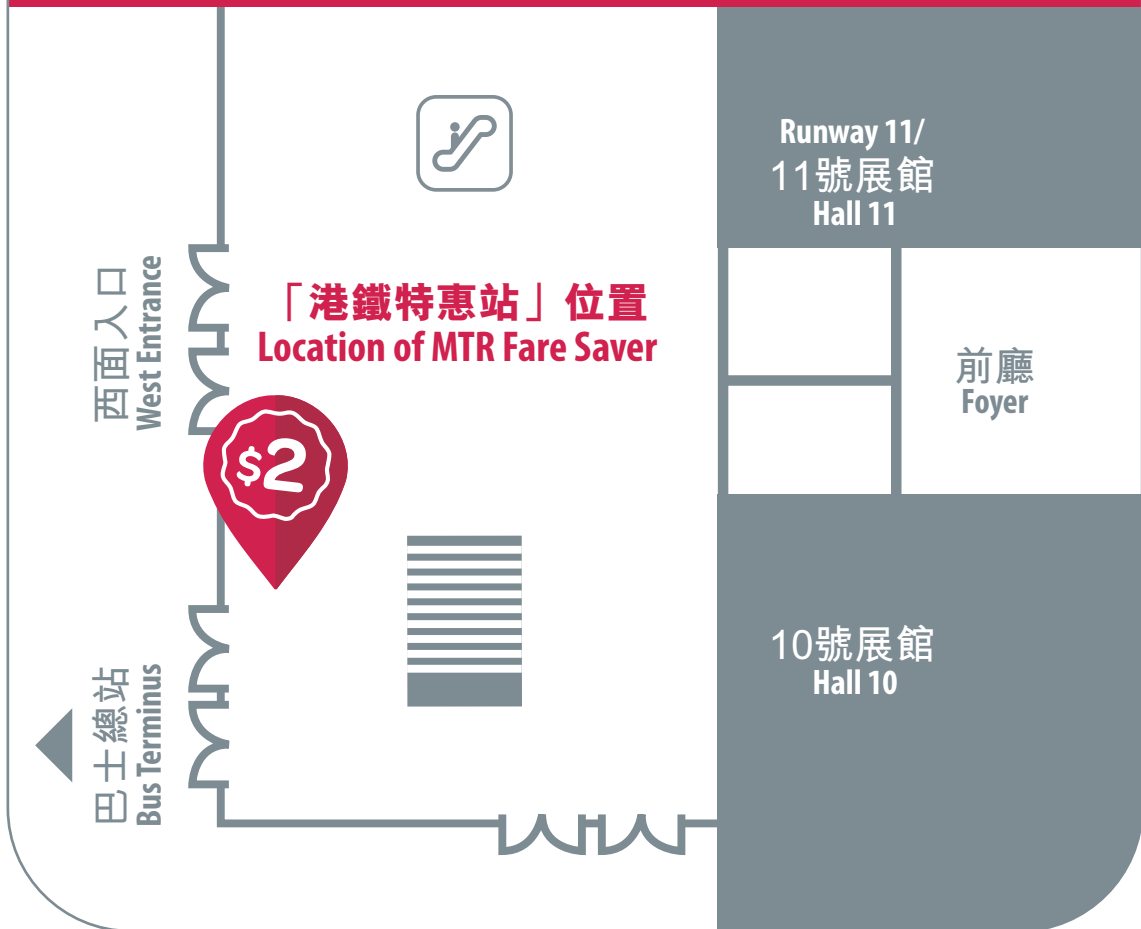 Runway 11/
11號展館
Hall 11
「港鐵特惠站」位置
Location of MTR Fare Saver
西面入口
West Entrance
前廳
Foyer
$2
10號展館
Hall 10
巴士總站
Bus Terminus